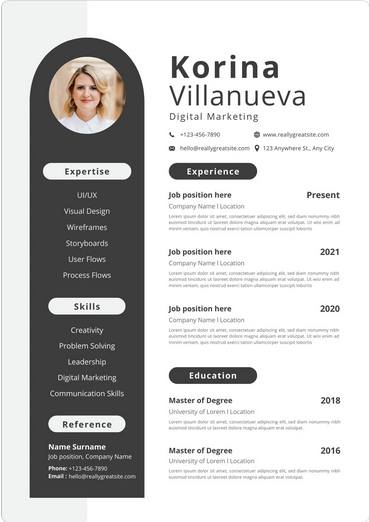 Korina
Villanueva
Digital Marketing
+123-456-7890
www.reallygreatsite.com
hello@reallygreatsite.com
123 Anywhere St., Any City
Expertise
UI/UX
Visual Design
Wireframes
Storyboards
User Flows
Process Flows
Skills
Creativity
Problem Solving
Leadership
Digital Marketing
Communication Skills
Reference
Name Surname
Job position, Company Name
Phone: +123-456-7890
Email : hello@reallygreatsite.com
Experience
Job position here Present
Company Name l Location
Lorem ipsum dolor sit amet, consectetuer adipiscing elit, sed diam nonummy nibh
euismod tincidunt ut laoreet dolore magna aliquam erat volutpat. Ut wisi enim ad
minim veniam, quis nostrud exerci tation ullamcorper suscipit lobortis
Job position here 2021
Company Name l Location
Lorem ipsum dolor sit amet, consectetuer adipiscing elit, sed diam nonummy nibh
euismod tincidunt ut laoreet dolore magna aliquam erat volutpat. Ut wisi enim ad
minim veniam, quis nostrud exerci tation ullamcorper suscipit lobortis
Job position here 2020
Company Name l Location
Lorem ipsum dolor sit amet, consectetuer adipiscing elit, sed diam nonummy nibh
euismod tincidunt ut laoreet dolore magna aliquam erat volutpat. Ut wisi enim ad
minim veniam, quis nostrud exerci tation ullamcorper suscipit lobortis
Education
Master of Degree 2018
University of Lorem l Location
Lorem ipsum dolor sit amet, consectetuer adipiscing elit, sed diam nonummy nibh
euismod tincidunt ut laoreet dolore magna aliquam erat volutpat.
Master of Degree 2016
University of Lorem l Location
Lorem ipsum dolor sit amet, consectetuer adipiscing elit, sed diam nonummy nibh
euismod tincidunt ut laoreet dolore magna aliquam erat volutpat.